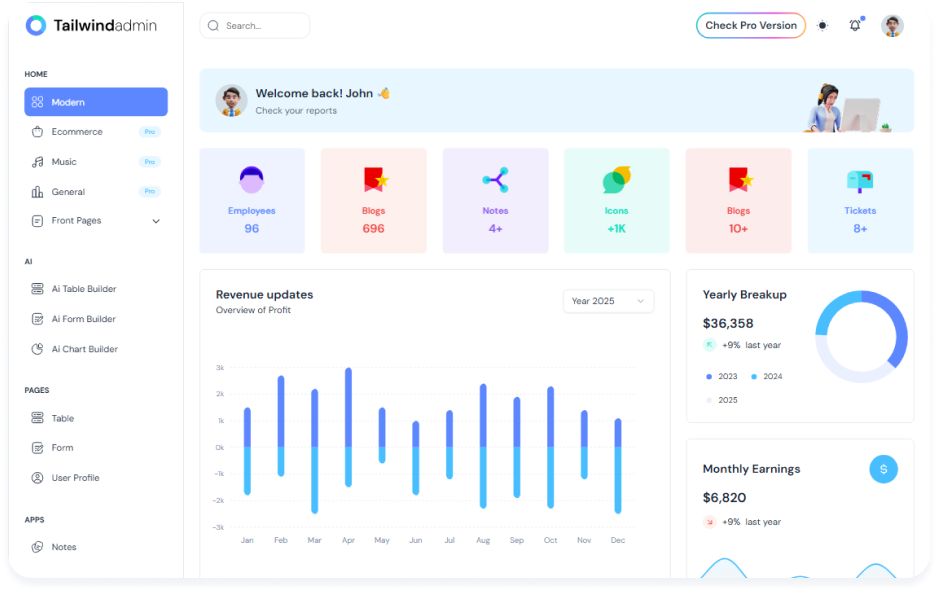 Tailwindadmin
Search...
Check Pro Version
HOME
Modern
Ecommerce Pro
Music Pro
General Pro
Front Pages
AI
Ai Table Builder
Ai Form Builder
Ai Chart Builder
PAGES
Table
Form
User Profile
APPS
Notes
Welcome back! John 👋
Check your reports
Employees
96
Blogs
696
Notes
4+
Icons
+1K
Blogs
10+
Tickets
8+
Revenue updates
Overview of Profit
Year 2025
3k
2k
1k
0k
-1k
-2k
-3k
Jan Feb Mar Apr May Jun Jul Aug Sep Oct Nov Dec
Yearly Breakup
$36,358
+9% last year
2023 2024
2025
Monthly Earnings
$
$6,820
+9% last year